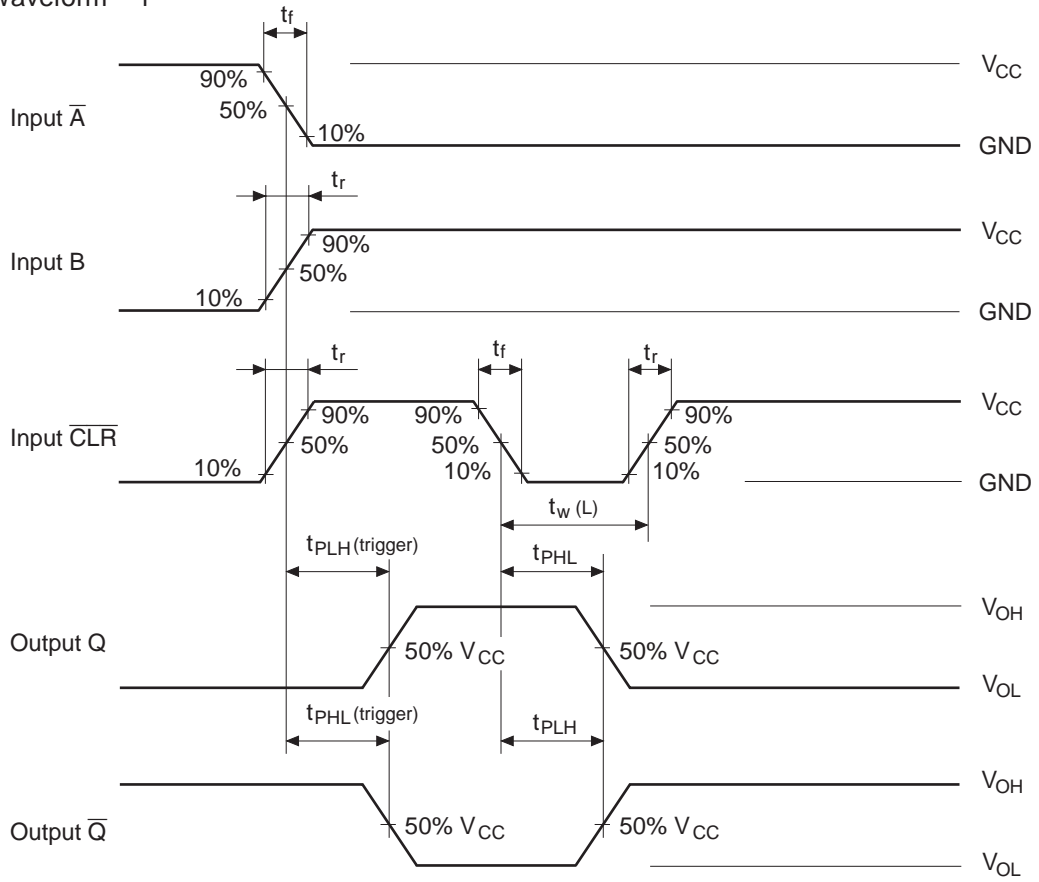 Waveform – 1
tf
90%
VCC
Input A̅
50%
10%
GND
tr
90%
VCC
Input B
50%
10%
GND
tr
tf
tr
90%
90%
90%
VCC
Input C̅L̅R̅
50%
50%
50%
10%
10%
10%
GND
tw (L)
tPLH (trigger)
tPHL
VOH
Output Q
50% VCC
50% VCC
VOL
tPHL (trigger)
tPLH
VOH
Output Q̅
50% VCC
50% VCC
VOL